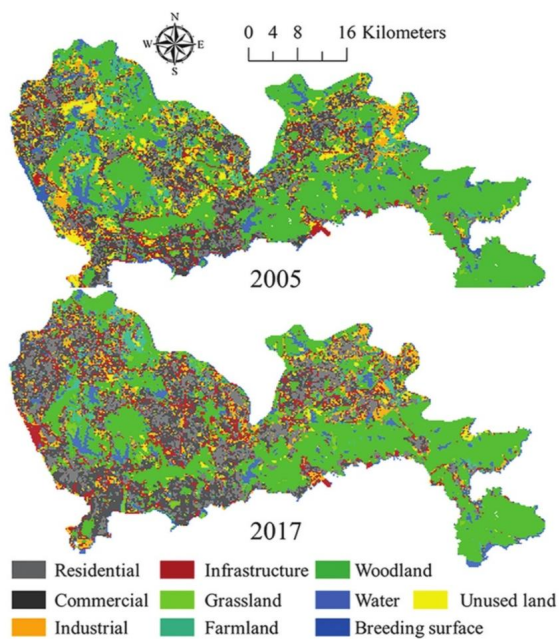 N
W E
S
0 4 8 16 Kilometers
2005
2017
Residential Infrastructure Woodland
Commercial Grassland Water Unused land
Industrial Farmland Breeding surface